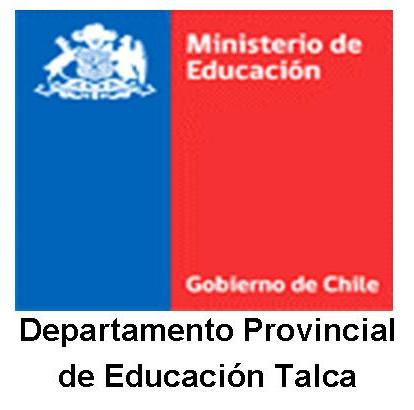 Ministerio de
Educación
Gobierno de Chile
Departamento Provincial
de Educación Talca